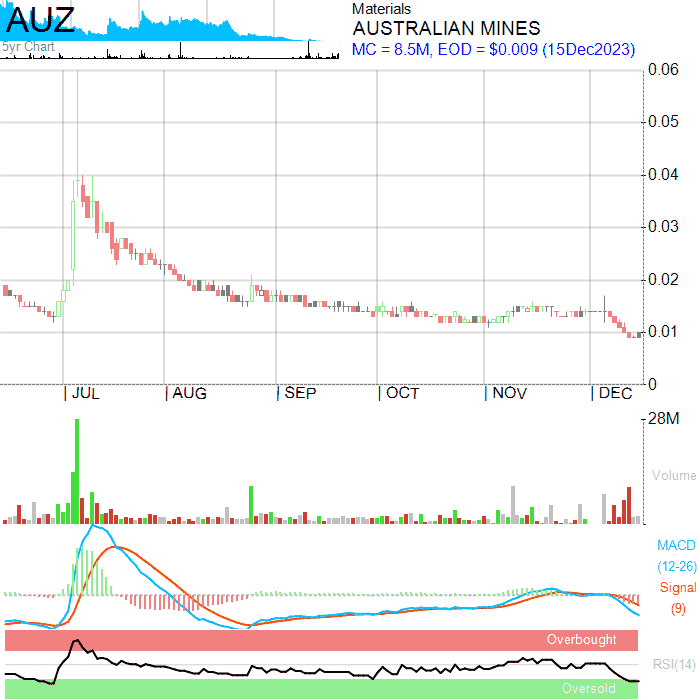 AUZ
5yr Chart
Materials
AUSTRALIAN MINES
MC = 8.5M, EOD = $0.009 (15Dec2023)
0.06
0.05
0.04
0.03
0.02
0.01
0
JUL AUG SEP OCT NOV DEC
28M
Volume
MACD
(12-26)
Signal
(9)
Overbought
RSI(14)
Oversold